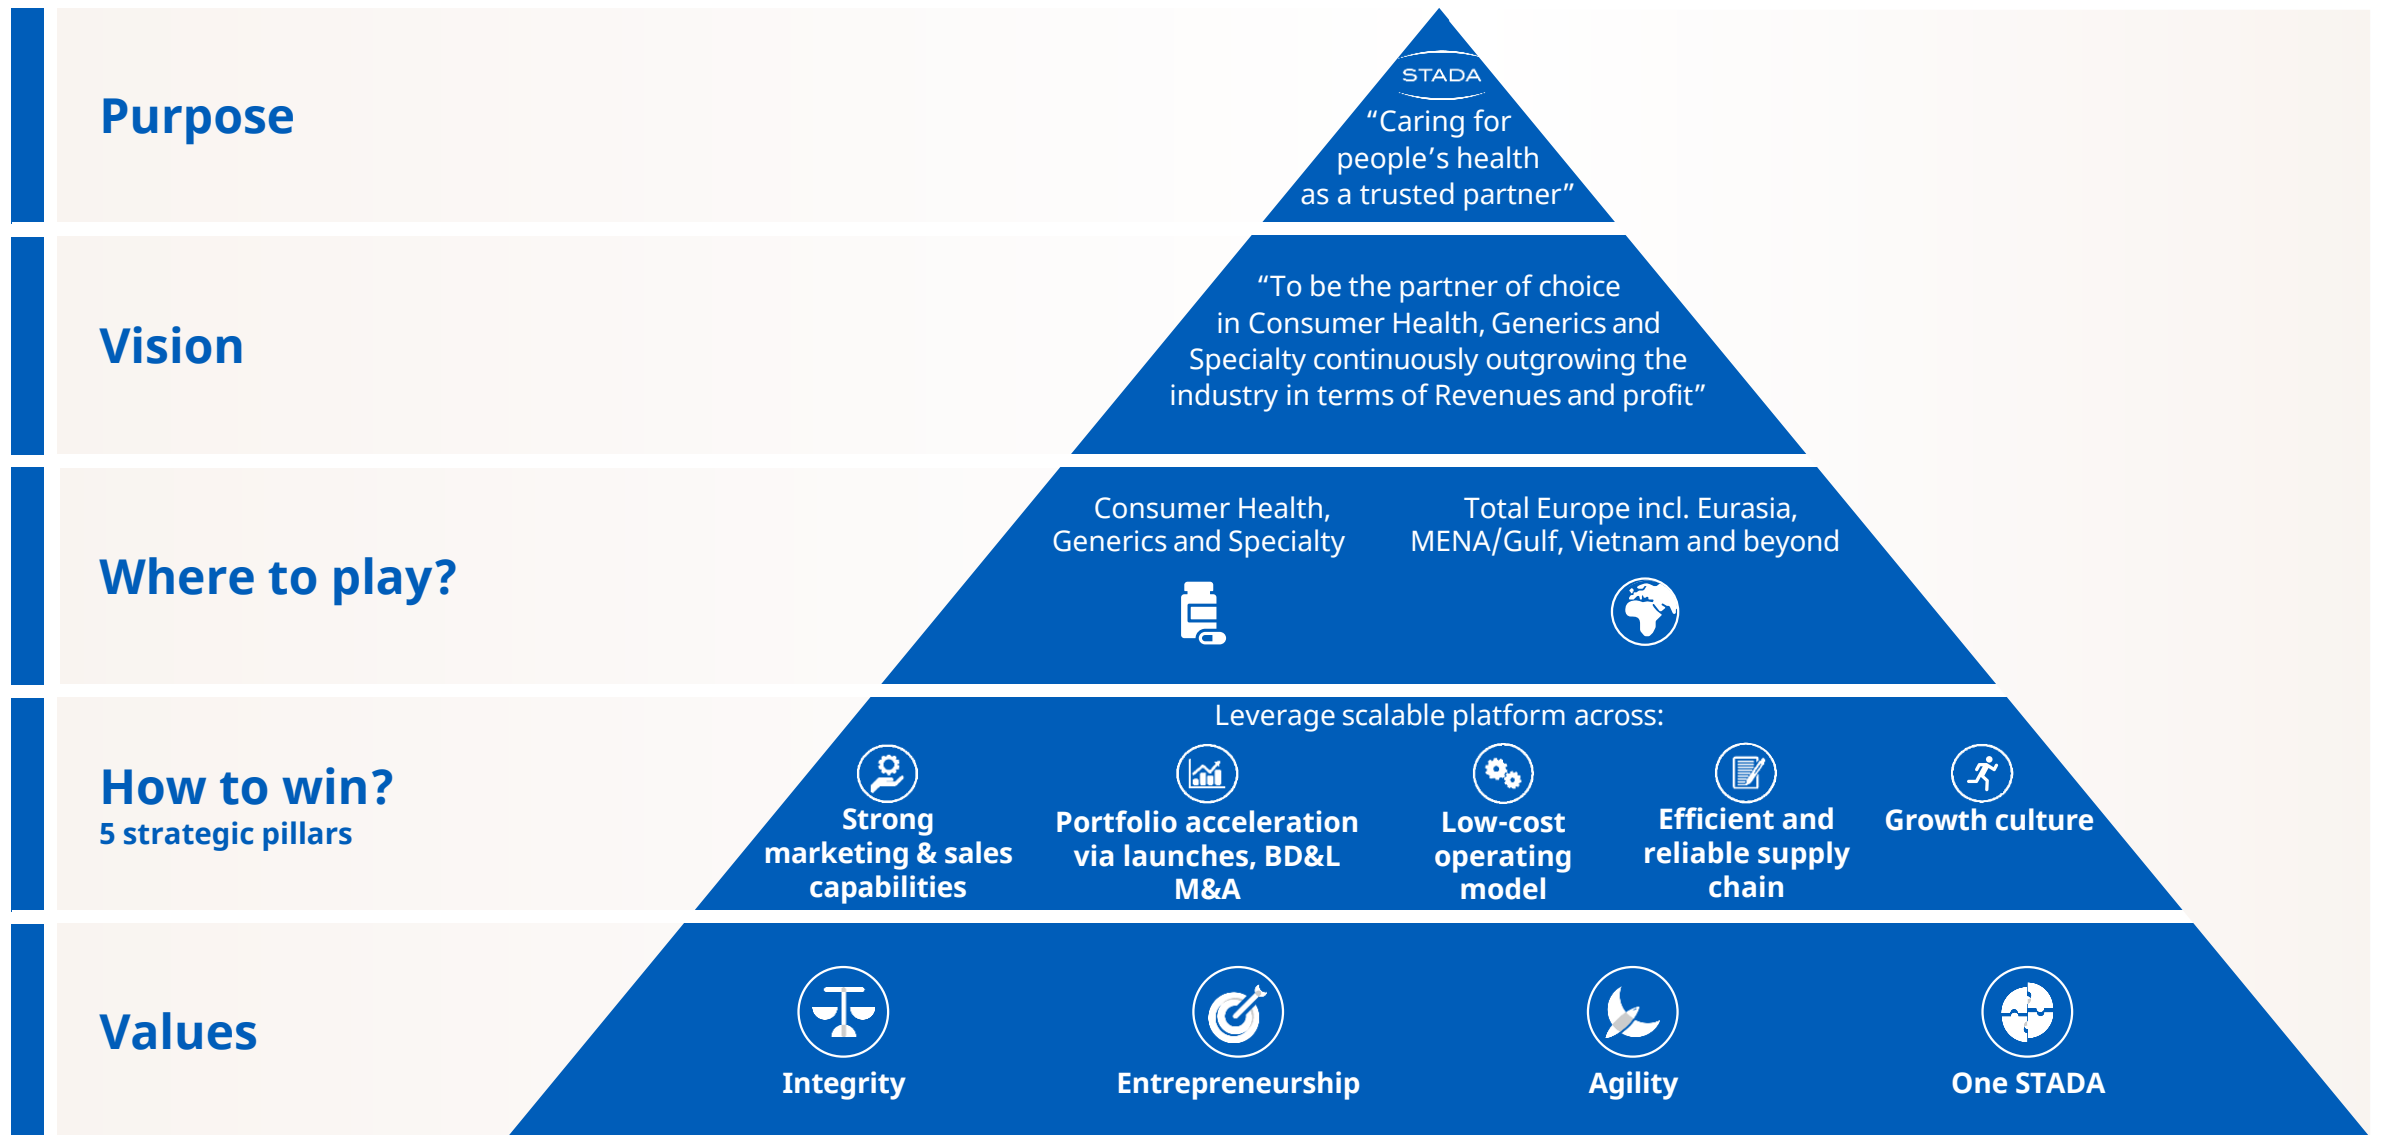 Purpose
STADA
“Caring for
people’s health
as a trusted partner”
Vision
“To be the partner of choice
in Consumer Health, Generics and
Specialty continuously outgrowing the
industry in terms of Revenues and profit”
Where to play?
Consumer Health,
Generics and Specialty
Total Europe incl. Eurasia,
MENA/Gulf, Vietnam and beyond
How to win?
5 strategic pillars
Leverage scalable platform across:
Strong
marketing & sales
capabilities
Portfolio acceleration
via launches, BD&L
M&A
Low-cost
operating
model
Efficient and
reliable supply
chain
Growth culture
Values
Integrity
Entrepreneurship
Agility
One STADA